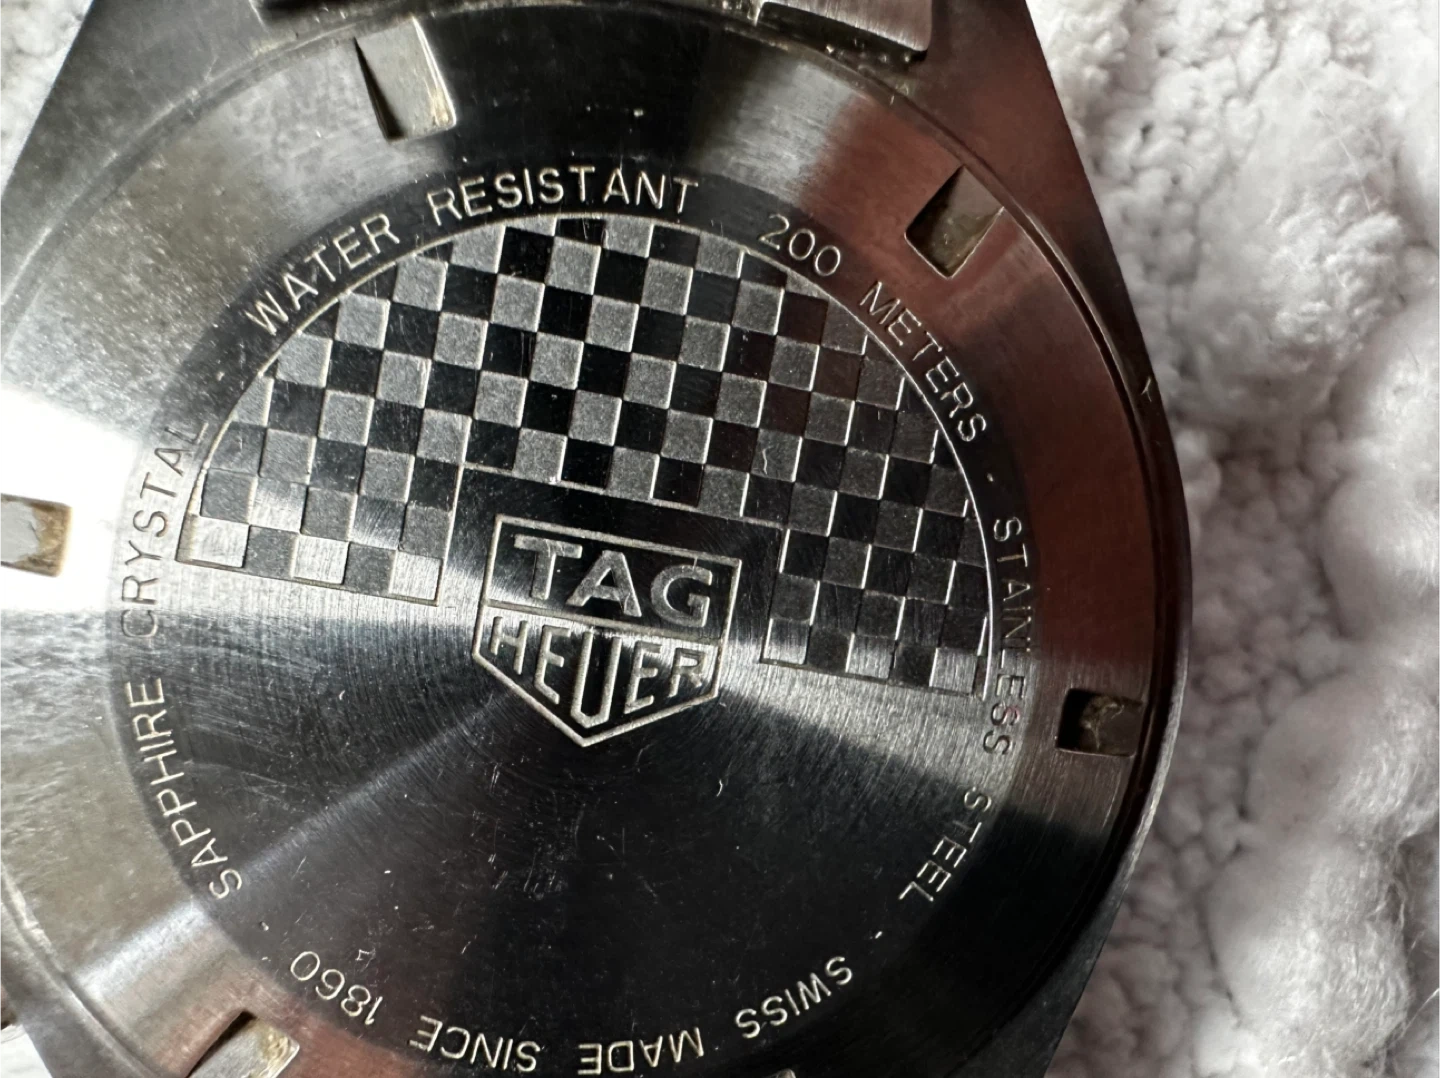 WATER RESISTANT 200 METERS - STAINLESS STEEL - SWISS MADE SINCE 1860 - SAPPHIRE CRYSTAL -
TAG
HEUER